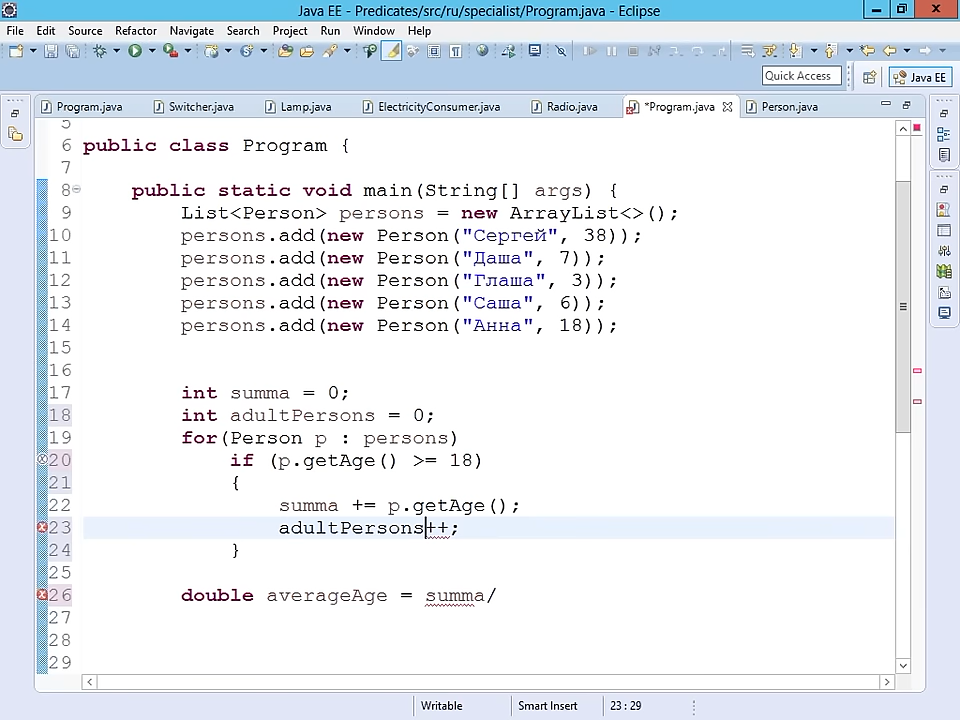 Java EE - Predicates/src/ru/specialist/Program.java - Eclipse
File Edit Source Refactor Navigate Search Project Run Window Help
Quick Access
Java EE
Program.java Switcher.java Lamp.java ElectricityConsumer.java Radio.java *Program.java Person.java
5
6 public class Program {
7
8 public static void main(String[] args) {
9 List<Person> persons = new ArrayList<>();
10 persons.add(new Person("Сергей", 38));
11 persons.add(new Person("Даша", 7));
12 persons.add(new Person("Глаша", 3));
13 persons.add(new Person("Саша", 6));
14 persons.add(new Person("Анна", 18));
15
16
17 int summa = 0;
18 int adultPersons = 0;
19 for(Person p : persons)
20 if (p.getAge() >= 18)
21 {
22 summa += p.getAge();
23 adultPersons++;
24 }
25
26 double averageAge = summa/
27
28
29
Writable Smart Insert 23 : 29